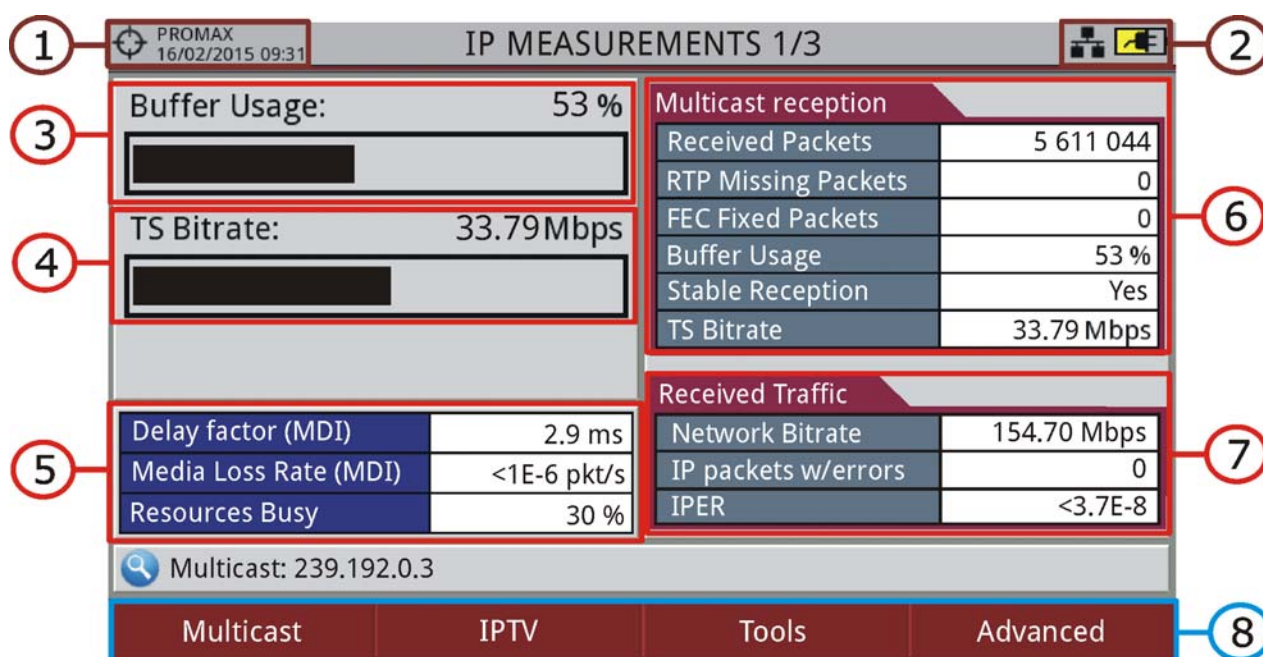 1
PROMAX
16/02/2015 09:31
IP MEASUREMENTS 1/3
2
3
Buffer Usage: 53 %
4
TS Bitrate: 33.79 Mbps
5
Delay factor (MDI) 2.9 ms
Media Loss Rate (MDI) <1E-6 pkt/s
Resources Busy 30 %
Multicast reception
Received Packets 5 611 044
RTP Missing Packets 0
FEC Fixed Packets 0
Buffer Usage 53 %
Stable Reception Yes
TS Bitrate 33.79 Mbps
6
Received Traffic
Network Bitrate 154.70 Mbps
IP packets w/errors 0
IPER <3.7E-8
7
Multicast: 239.192.0.3
Multicast IPTV Tools Advanced
8